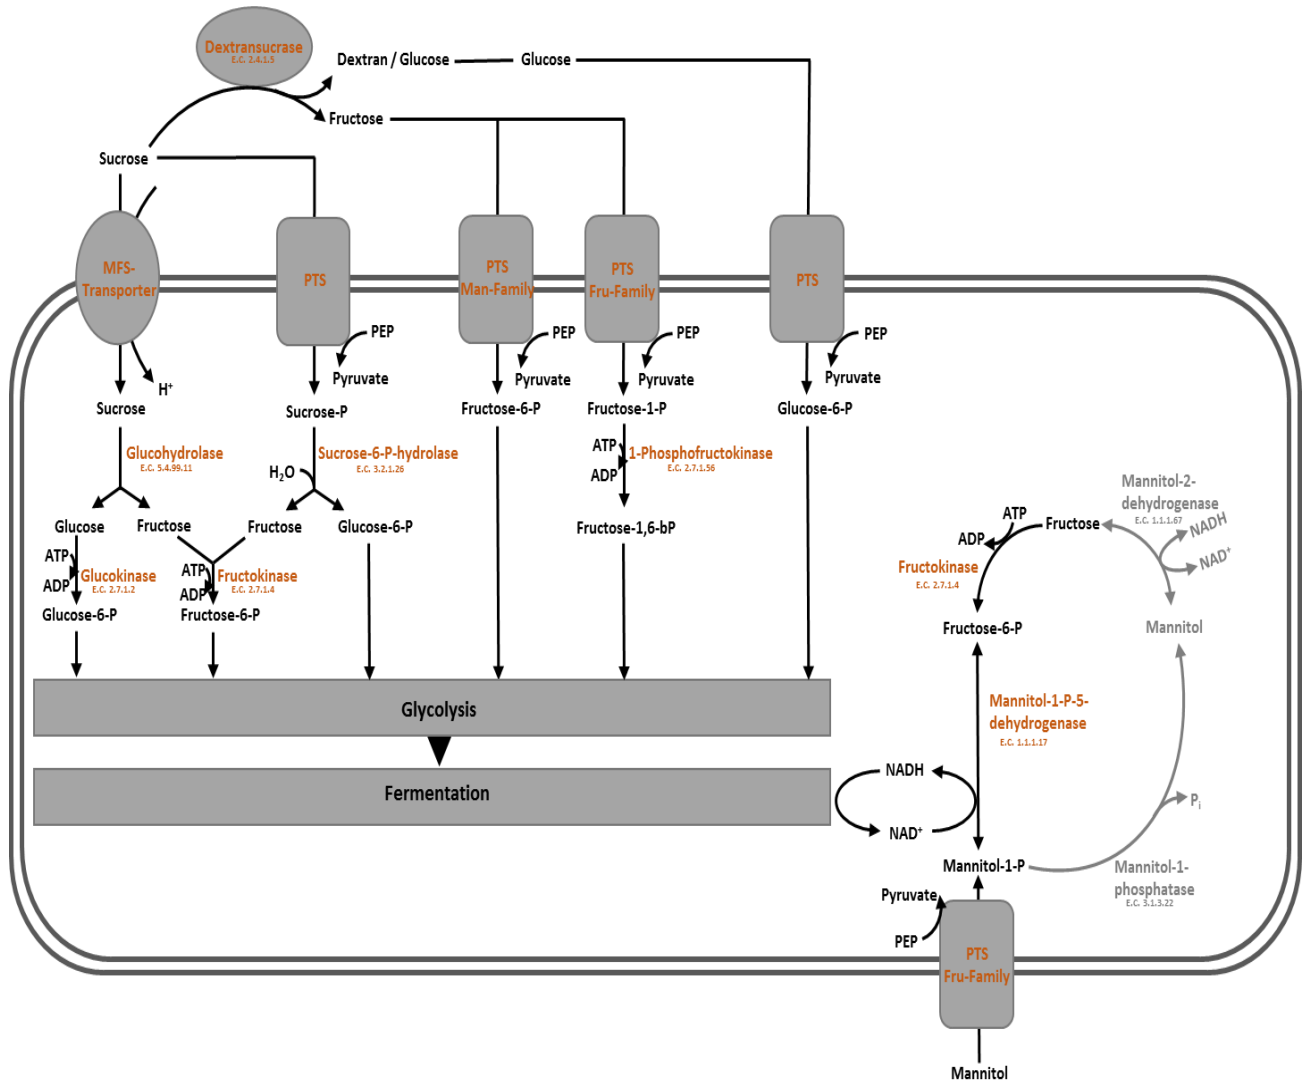 Dextransucrase
E.C. 2.4.1.5
Dextran / Glucose
Glucose
Fructose
Sucrose
MFS-
Transporter
PTS
PTS
Man-Family
PTS
Fru-Family
PTS
PEP
PEP
PEP
PEP
Pyruvate
Pyruvate
Pyruvate
Pyruvate
H⁺
Sucrose
Sucrose-P
Fructose-6-P
Fructose-1-P
Glucose-6-P
Glucohydrolase
E.C. 5.4.99.11
H₂O
Sucrose-6-P-hydrolase
E.C. 3.2.1.26
ATP
ADP
1-Phosphofructokinase
E.C. 2.7.1.56
Glucose
Fructose
Fructose
Glucose-6-P
Fructose-1,6-bP
ATP
ADP
Glucokinase
E.C. 2.7.1.2
ATP
ADP
Fructokinase
E.C. 2.7.1.4
Glucose-6-P
Fructose-6-P
Glycolysis
Fermentation
Mannitol-2-
dehydrogenase
E.C. 1.1.1.67
NADH
NAD⁺
ATP
ADP
Fructose
Fructokinase
E.C. 2.7.1.4
Fructose-6-P
Mannitol
Mannitol-1-P-5-
dehydrogenase
E.C. 1.1.1.17
NADH
NAD⁺
Pᵢ
Mannitol-1-P
Mannitol-1-
phosphatase
E.C. 3.1.3.22
Pyruvate
PEP
PTS
Fru-Family
Mannitol